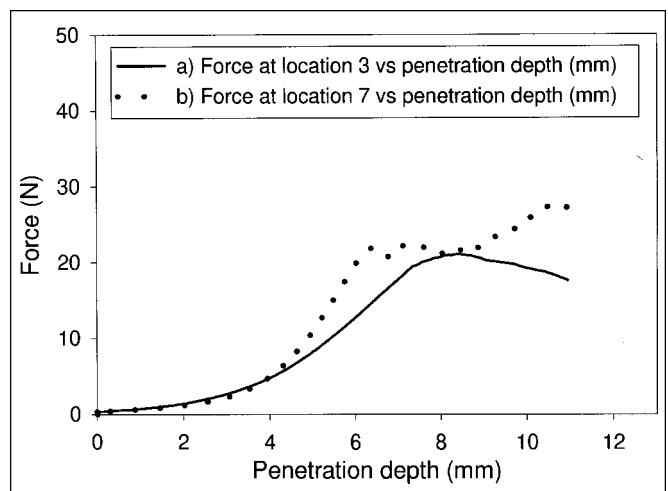 50
40
30
20
10
0
Force (N)
a) Force at location 3 vs penetration depth (mm)
b) Force at location 7 vs penetration depth (mm)
0 2 4 6 8 10 12
Penetration depth (mm)